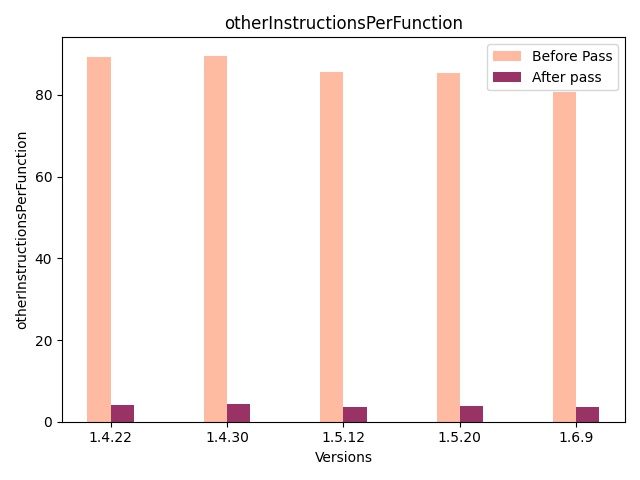 otherInstructionsPerFunction
Before Pass
After pass
otherInstructionsPerFunction
80
60
40
20
0
1.4.22
1.4.30
1.5.12
1.5.20
1.6.9
Versions